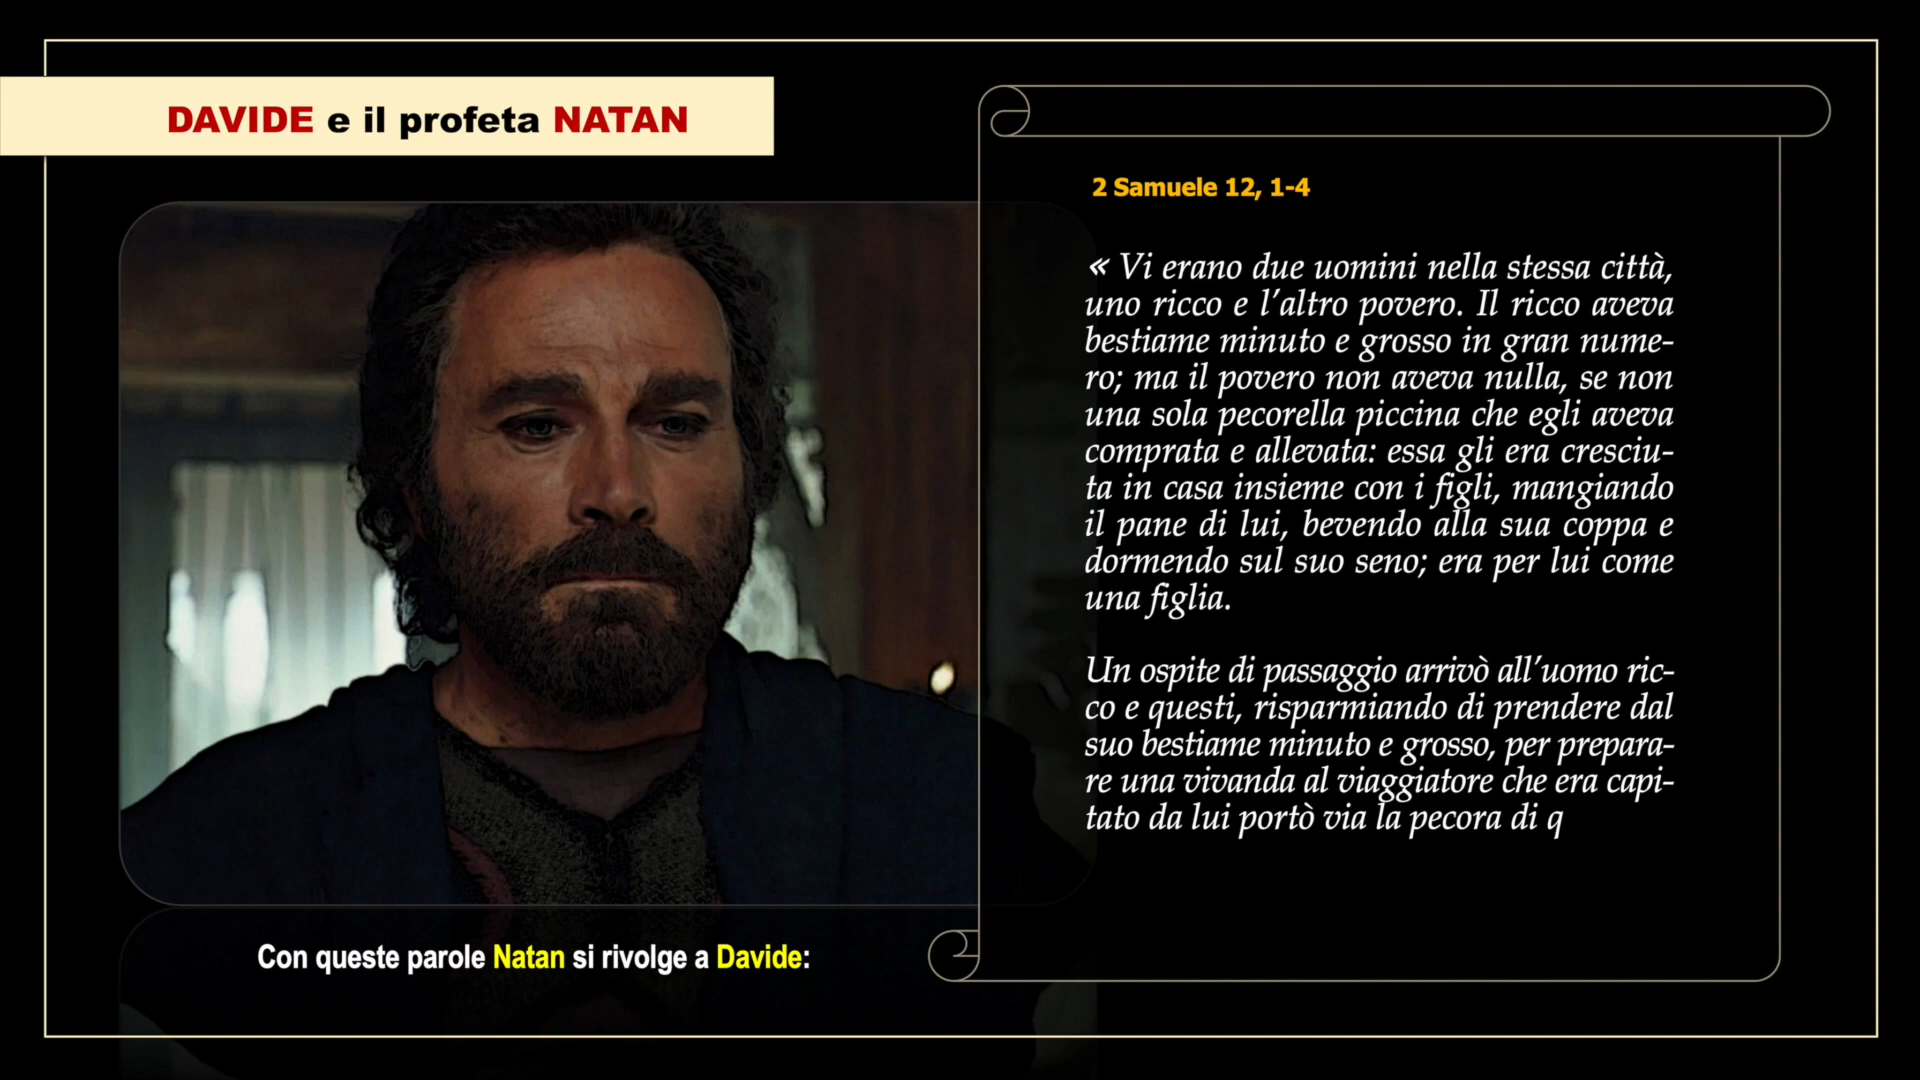 DAVIDE e il profeta NATAN
2 Samuele 12, 1-4
« Vi erano due uomini nella stessa città,
uno ricco e l’altro povero. Il ricco aveva
bestiame minuto e grosso in gran nume-
ro; ma il povero non aveva nulla, se non
una sola pecorella piccina che egli aveva
comprata e allevata: essa gli era cresciu-
ta in casa insieme con i figli, mangiando
il pane di lui, bevendo alla sua coppa e
dormendo sul suo seno; era per lui come
una figlia.
Un ospite di passaggio arrivò all’uomo ric-
co e questi, risparmiando di prendere dal
suo bestiame minuto e grosso, per prepara-
re una vivanda al viaggiatore che era capi-
tato da lui portò via la pecora di q
Con queste parole Natan si rivolge a Davide: